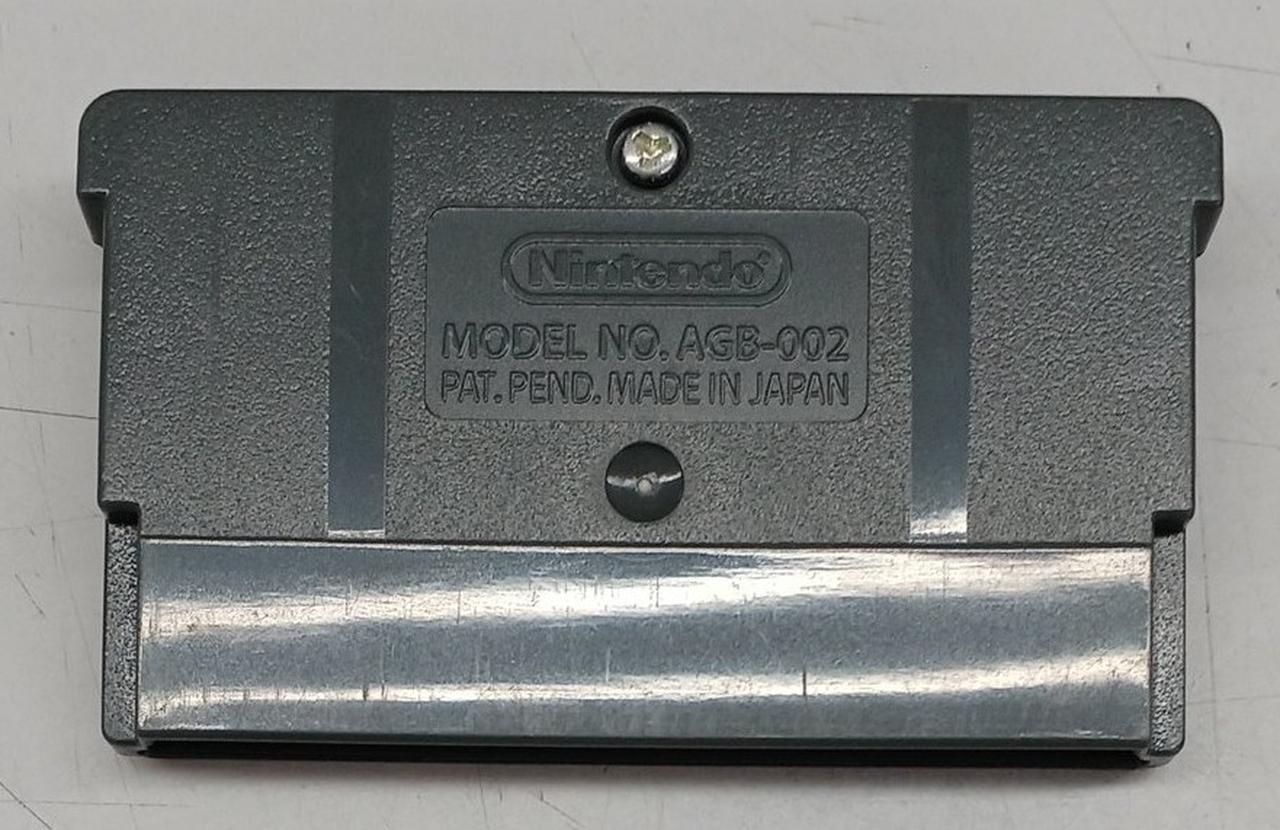 Nintendo®
MODEL NO. AGB-002
PAT. PEND. MADE IN JAPAN